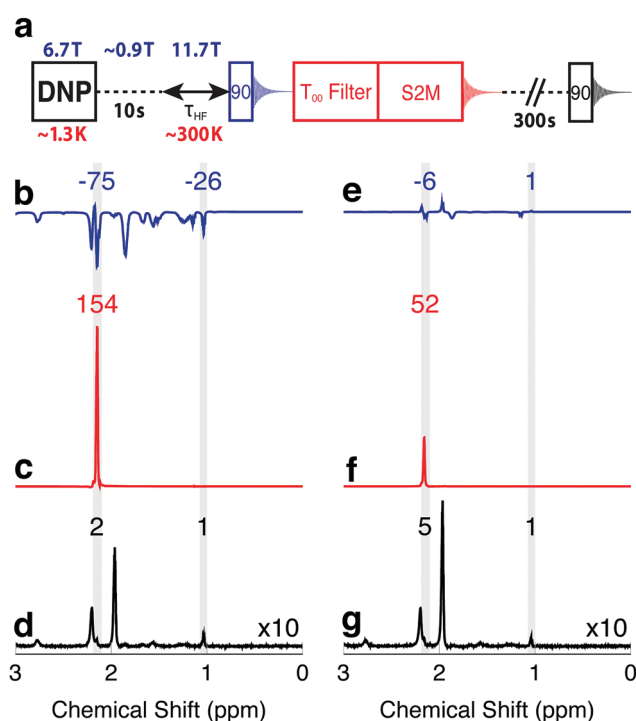 a
6.7T ~0.9T 11.7T
DNP
10s
τHF
~1.3K
~300K
90
T00 Filter
S2M
300s
90
b
-75
-26
e
-6
1
154
52
c
f
2
1
5
1
d
x10
g
x10
3 2 1 0
3 2 1 0
Chemical Shift (ppm)
Chemical Shift (ppm)